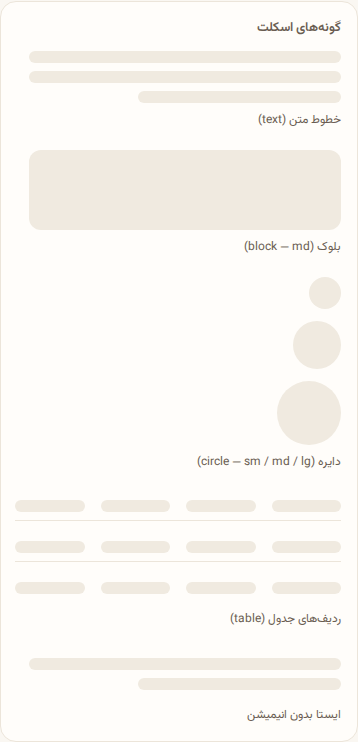 گونه‌های اسکلت
خطوط متن (text)
بلوک (block — md)
دایره (circle — sm / md / lg)
ردیف‌های جدول (table)
ایستا بدون انیمیشن